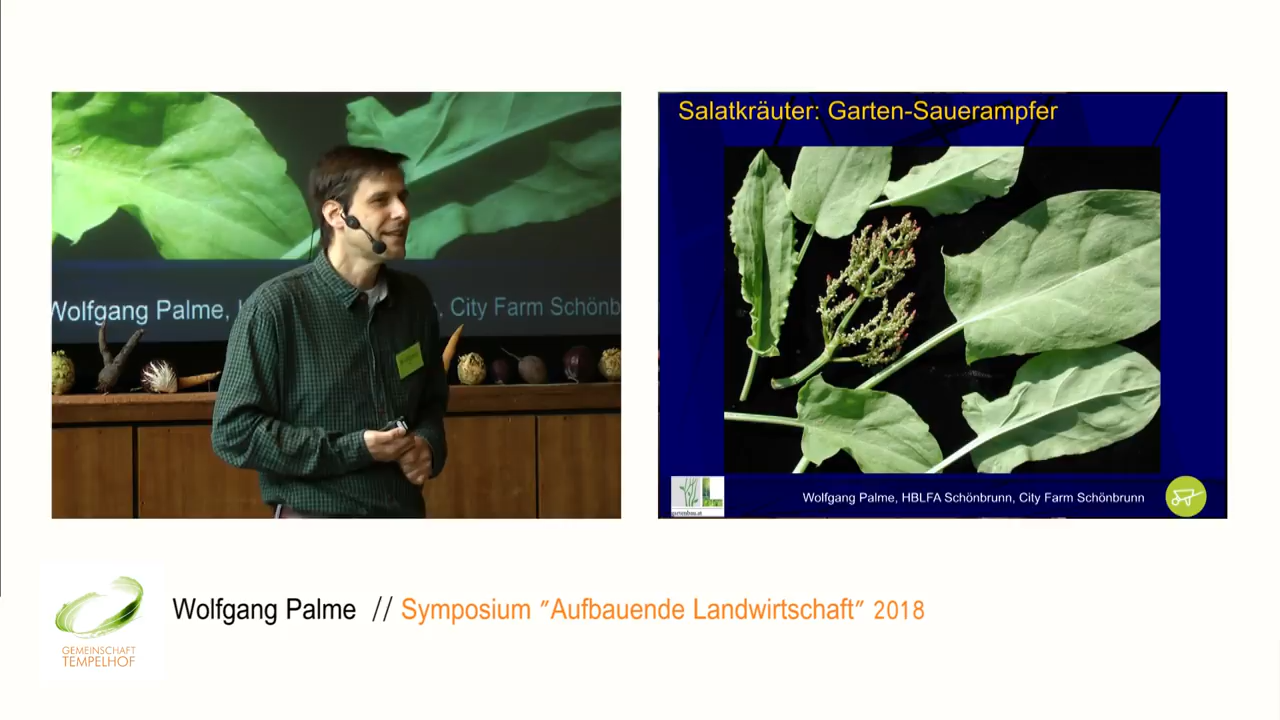 Salatkräuter: Garten-Sauerampfer
Wolfgang Palme, 
, City Farm Schönb
Wolfgang Palme, HBLFA Schönbrunn, City Farm Schönbrunn
GEMEINSCHAFT
TEMPELHOF
Wolfgang Palme // Symposium "Aufbauende Landwirtschaft" 2018